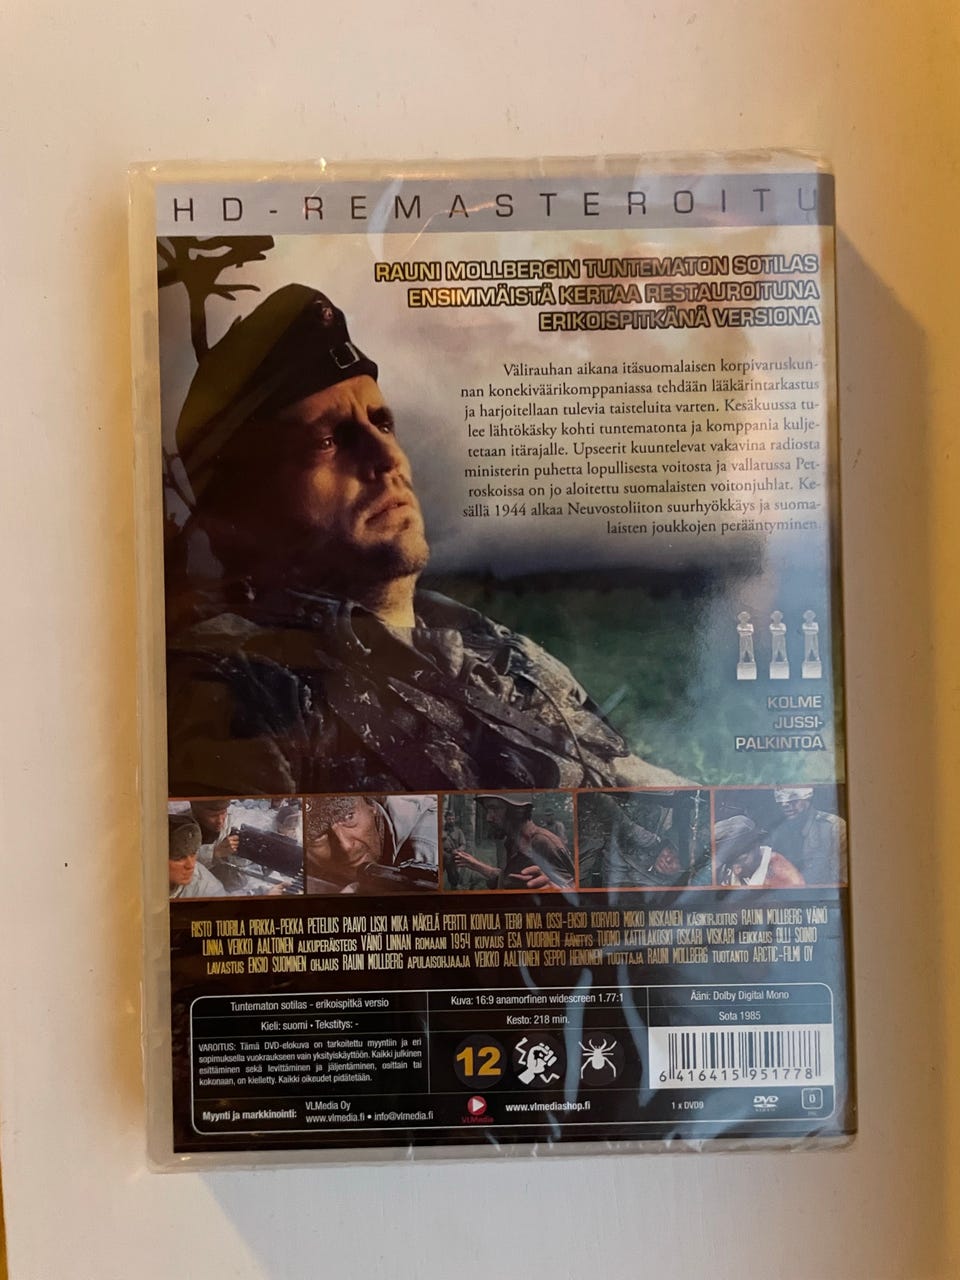 HD-REMASTEROITU
RAUNI MOLLBERGIN TUNTEMATON SOTILAS
ENSIMMÄISTÄ KERTAA RESTAUROITUNA
ERIKOISPITKÄNÄ VERSIONA
Välirauhan aikana itäsuomalaisen korpivaruskun-
nan konekiväärikomppaniassa tehdään lääkärintarkastus
ja harjoitellaan tulevia taisteluita varten. Kesäkuussa tu-
lee lähtökäsky kohti tuntematonta ja komppania kulje-
tetaan itärajalle. Upseerit kuuntelevat vakavina radiosta
ministerin puhetta lopullisesta voitosta ja vallatussa Pet-
roskoissa on jo aloitettu suomalaisten voitonjuhlat. Ke-
sällä 1944 alkaa Neuvostoliiton suurhyökkäys ja suoma-
laisten joukkojen perääntyminen.
KOLME
JUSSI-
PALKINTOA
RISTO TUORILA PIRKKA-PEKKA PETELIUS PAAVO LISKI MIKA MÄKELÄ PERTTI KOIVULA TERO NIVA OSSI-ENSIO KORVUO MIKKO NISKANEN KÄSIKIRJOITUS RAUNI MOLLBERG VÄINÖ
LINNA VEIKKO AALTONEN ALKUPERÄISTEOS VÄINÖ LINNAN ROMAANI 1954 KUVAUS ESA VUORINEN ÄÄNITYS TUOMO KATTILAKOSKI OSKARI VISKARI LEIKKAUS OLLI SOINIO
LAVASTUS ENSIO SUOMINEN OHJAUS RAUNI MOLLBERG APULAISOHJAAJA VEIKKO AALTONEN SEPPO HEINONEN TUOTTAJA RAUNI MOLLBERG TUOTANTO ARCTIC-FILMI OY
Tuntematon sotilas - erikoispitkä versio
Kieli: suomi • Tekstitys: -
Kuva: 16:9 anamorfinen widescreen 1.77:1
Kesto: 218 min.
Ääni: Dolby Digital Mono
Sota 1985
VAROITUS: Tämä DVD-elokuva on tarkoitettu myyntiin ja eri
sopimuksella vuokraukseen vain yksityiskäyttöön. Kaikki julkinen
esittäminen sekä levittäminen ja jäljentäminen, osittain tai
kokonaan, on kielletty. Kaikki oikeudet pidätetään.
12
6 416415 951778
Myynti ja markkinointi:
VLMedia Oy
www.vlmedia.fi • info@vlmedia.fi
VLMedia
www.vlmediashop.fi
1 x DVD9
DVD
VIDEO
0